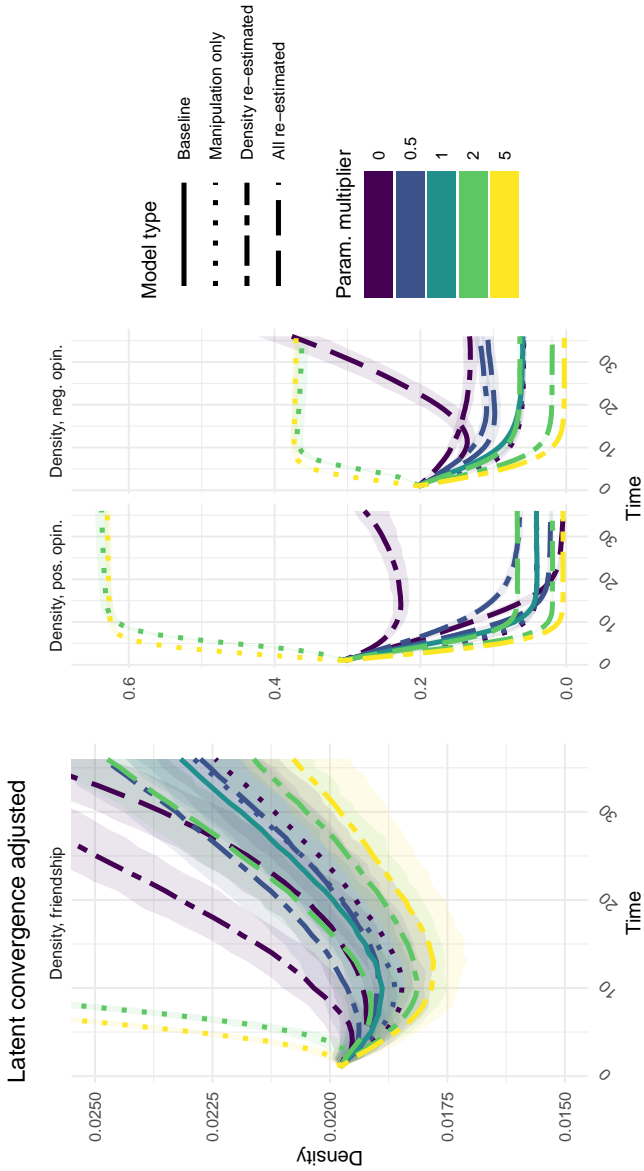 Latent convergence adjusted
Density, friendship
Density
0.0250
0.0225
0.0200
0.0175
0.0150
0
10
20
30
Time
Density, pos. opin.
Density, neg. opin.
0.6
0.4
0.2
0.0
0
10
20
30
0
10
20
30
Time
Model type
Baseline
Manipulation only
Density re−estimated
All re−estimated
Param. multiplier
0
0.5
1
2
5